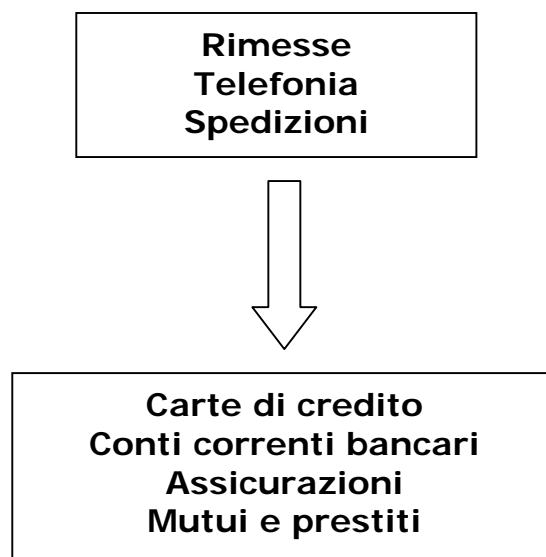 Rimesse
Telefonia
Spedizioni
Carte di credito
Conti correnti bancari
Assicurazioni
Mutui e prestiti